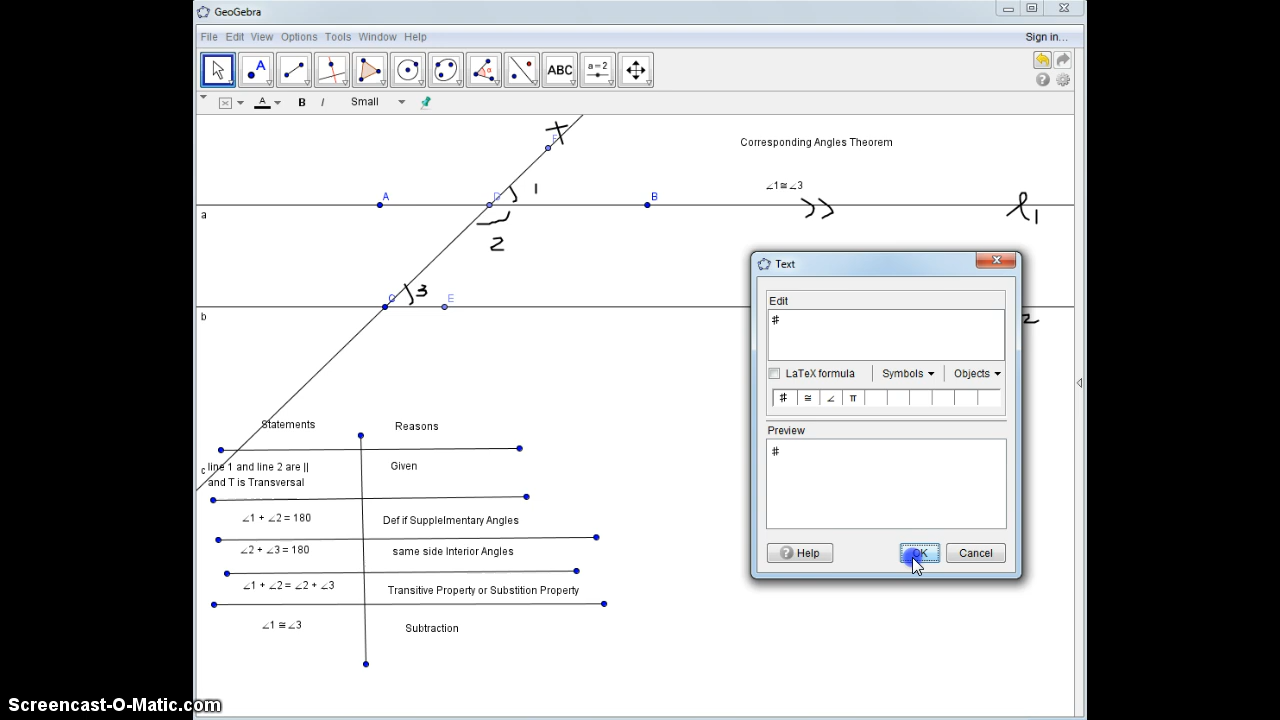 GeoGebra
File Edit View Options Tools Window Help Sign in...
A ABC a=2
A B I Small
Corresponding Angles Theorem
∠1≅∠3
F
A D 1 B
a
2
l1
C 3 E
b
2
Text
Edit
#
LaTeX formula Symbols Objects
# ≅ ∠ π
Preview
#
Help OK Cancel
Statements Reasons
c
line 1 and line 2 are ||
and T is Transversal
Given
∠1 + ∠2 = 180 Def if Supplelmentary Angles
∠2 + ∠3 = 180 same side Interior Angles
∠1 + ∠2 = ∠2 + ∠3 Transitive Property or Substition Property
∠1 ≅ ∠3 Subtraction
Screencast-O-Matic.com